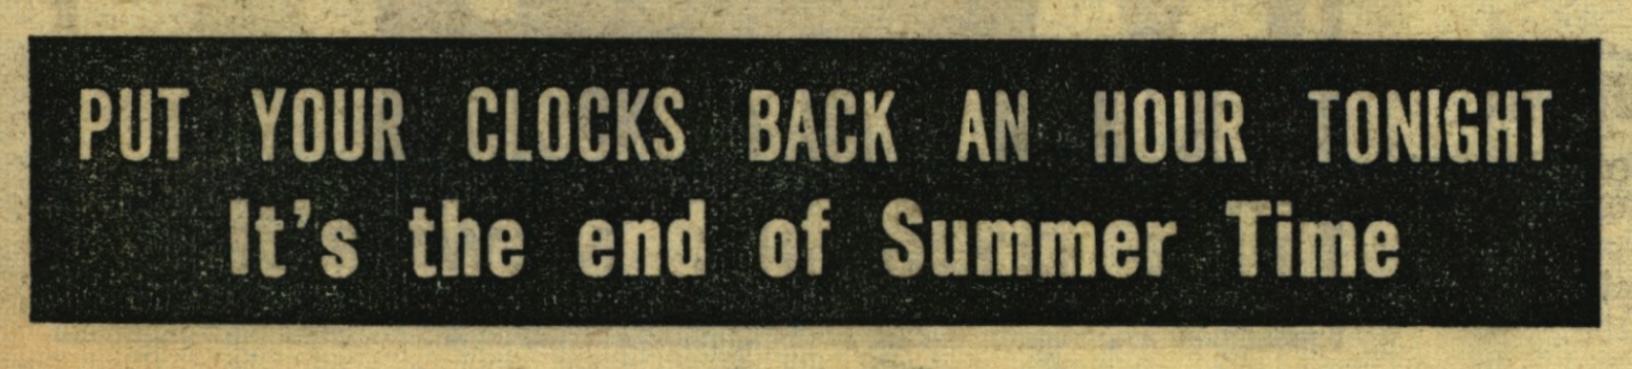 PUT YOUR CLOCKS BACK AN HOUR TONIGHT
It's the end of Summer Time